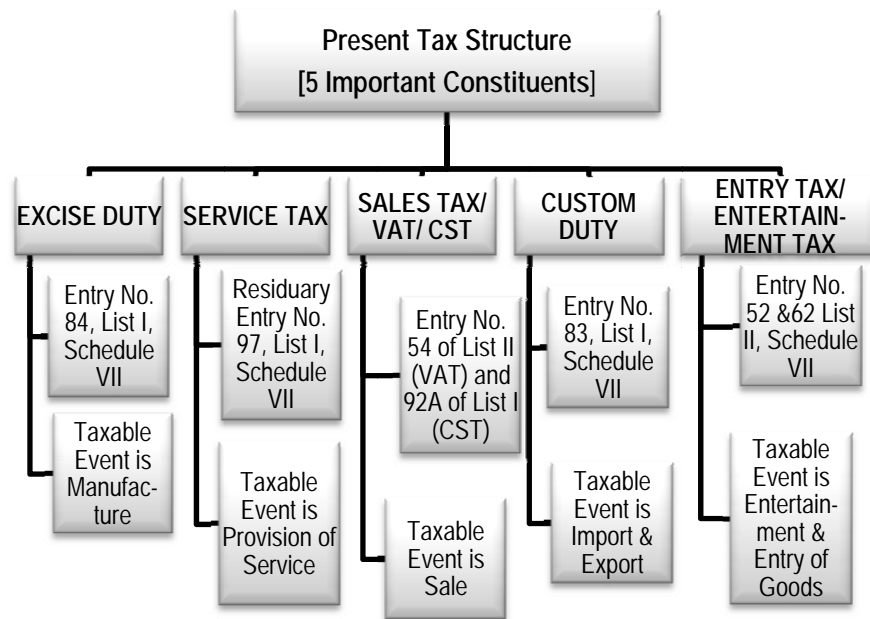 Present Tax Structure
[5 Important Constituents]
EXCISE DUTY
Entry No.
84, List I,
Schedule
VII
Taxable
Event is
Manufac-
ture
SERVICE TAX
Residuary
Entry No.
97, List I,
Schedule
VII
Taxable
Event is
Provision of
Service
SALES TAX/
VAT/ CST
Entry No.
54 of List II
(VAT) and
92A of List I
(CST)
Taxable
Event is
Sale
CUSTOM
DUTY
Entry No.
83, List I,
Schedule
VII
Taxable
Event is
Import &
Export
ENTRY TAX/
ENTERTAIN-
MENT TAX
Entry No.
52 &62 List
II, Schedule
VII
Taxable
Event is
Entertain-
ment &
Entry of
Goods